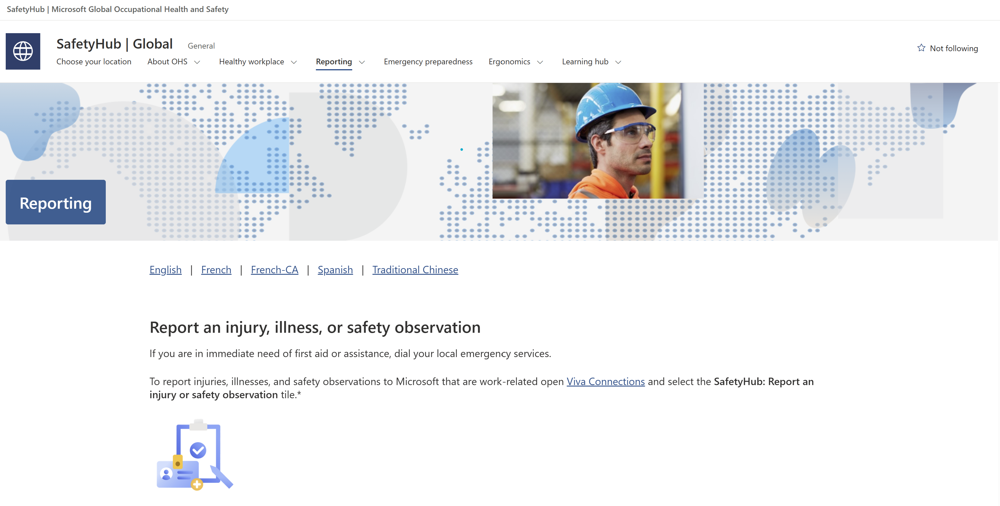 SafetyHub | Microsoft Global Occupational Health and Safety
SafetyHub | Global General
Not following
Choose your location About OHS Healthy workplace Reporting Emergency preparedness Ergonomics Learning hub
Reporting
English | French | French-CA | Spanish | Traditional Chinese
Report an injury, illness, or safety observation
If you are in immediate need of first aid or assistance, dial your local emergency services.
To report injuries, illnesses, and safety observations to Microsoft that are work-related open Viva Connections and select the SafetyHub: Report an
injury or safety observation tile.*